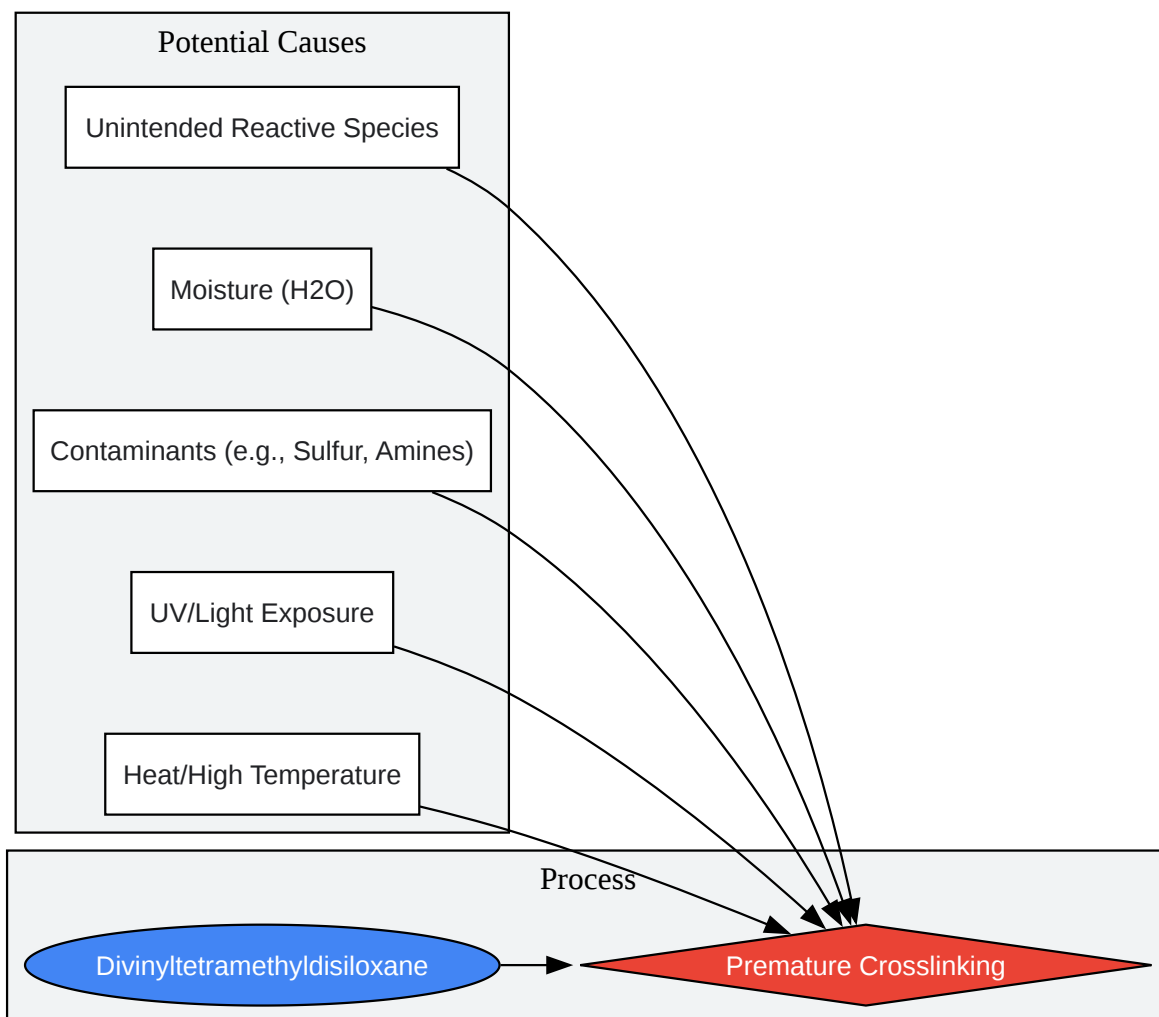 Potential Causes
Unintended Reactive Species
Moisture (H2O)
Contaminants (e.g., Sulfur, Amines)
UV/Light Exposure
Heat/High Temperature
Process
Divinyltetramethyldisiloxane
Premature Crosslinking